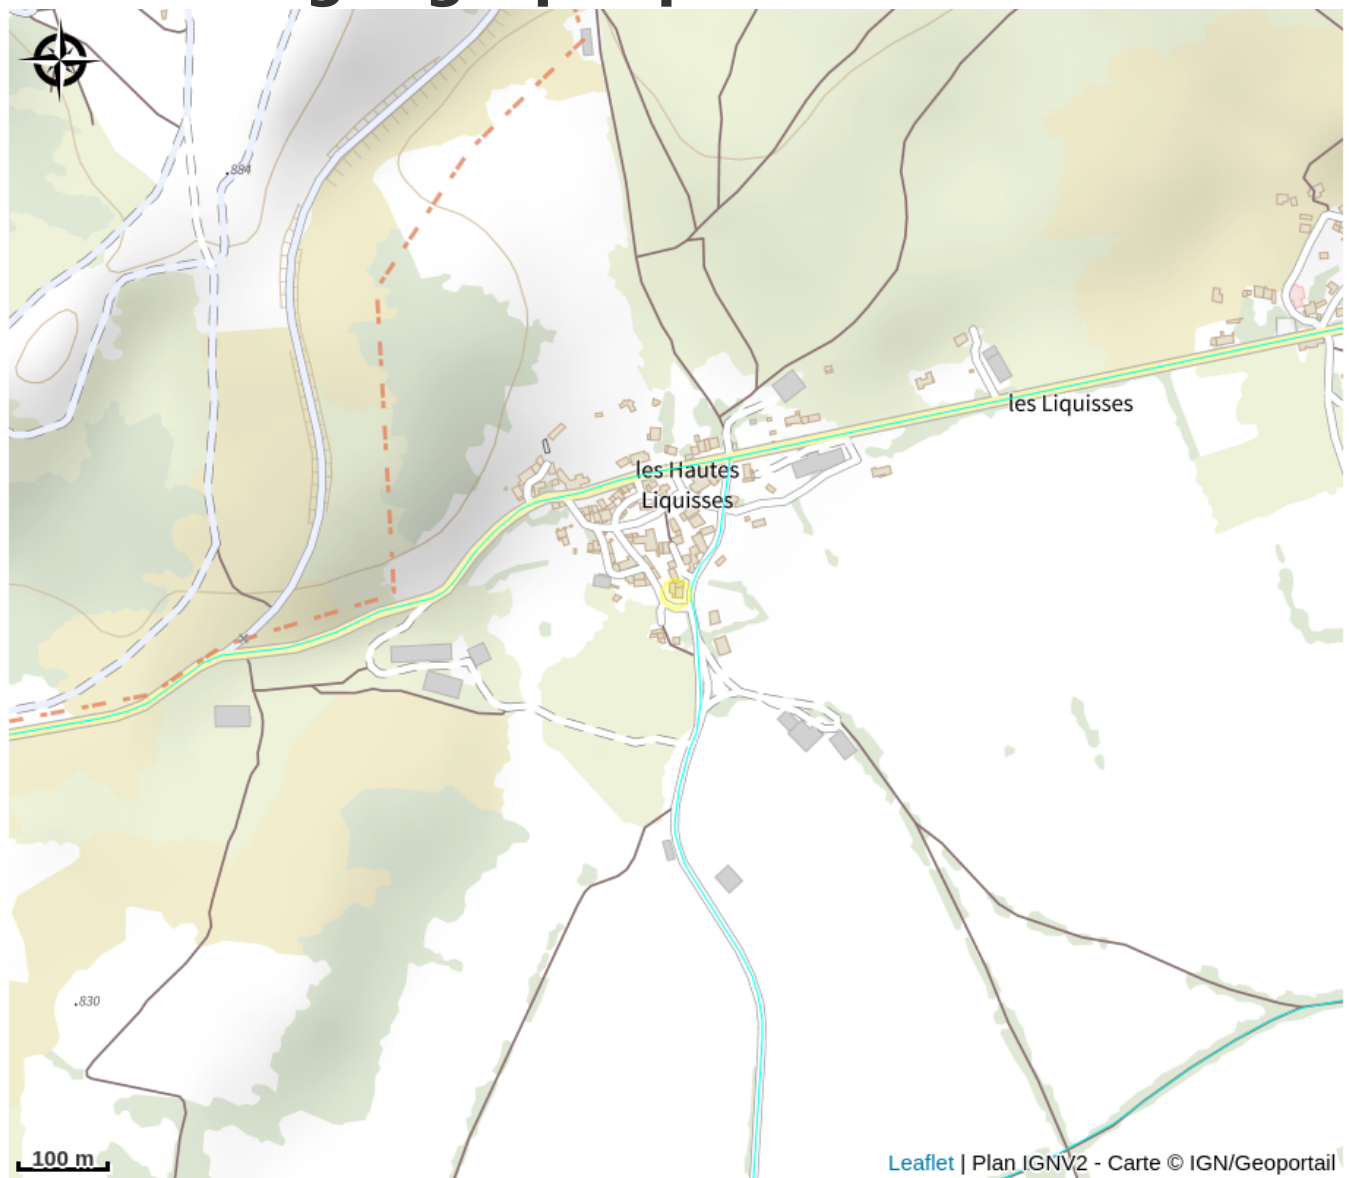 .884
les Liquisses
les Hautes
Liquisses
.830
100 m
Leaflet | Plan IGNV2 - Carte © IGN/Geoportail